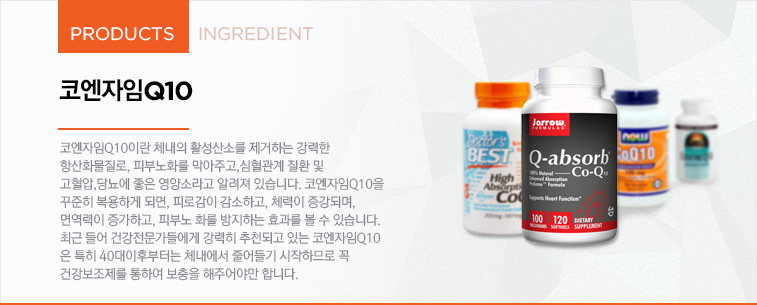 PRODUCTS INGREDIENT
코엔자임Q10
코엔자임Q10이란 체내의 활성산소를 제거하는 강력한
항산화물질로, 피부노화를 막아주고,심혈관계 질환 및
고혈압,당뇨에 좋은 영양소라고 알려져 있습니다. 코엔자임Q10을
꾸준히 복용하게 되면, 피로감이 감소하고, 체력이 증강되며,
면역력이 증가하고, 피부노 화를 방지하는 효과를 볼 수 있습니다.
최근 들어 건강전문가들에게 강력히 추천되고 있는 코엔자임Q10
은 특히 40대이후부터는 체내에서 줄어들기 시작하므로 꼭
건강보조제를 통하여 보충을 해주어야만 합니다.
Doctor's
BEST
High
Absorption
CoQ
Jarrow
FORMULAS
Q-absorb
100% Natural
Co-Q10
Enhanced Absorption
Formula
Supports Heart Function
100
MILLIGRAMS
120
SOFTGELS
DIETARY
SUPPLEMENT
NOW
CoQ10